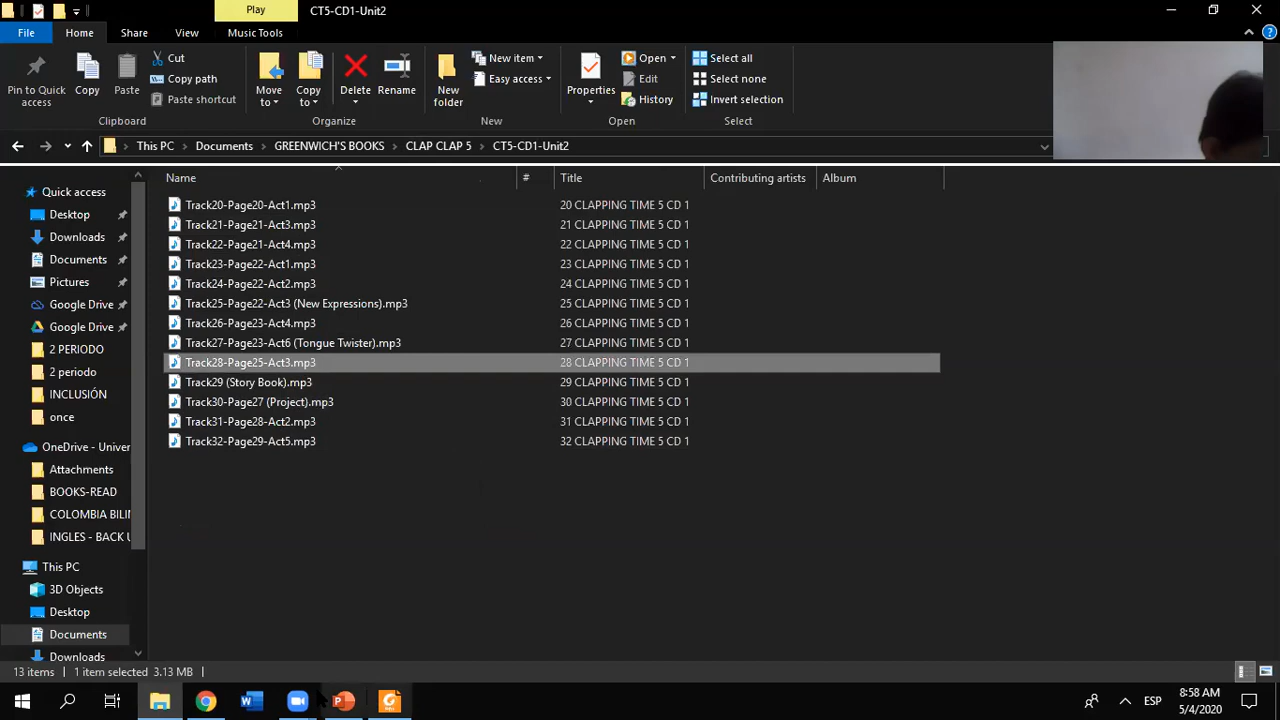 Play
CT5-CD1-Unit2
File
Home
Share
View
Music Tools
Pin to Quick access
Copy
Paste
Cut
Copy path
Paste shortcut
Clipboard
Move to
Copy to
Delete
Rename
Organize
New folder
New item
Easy access
New
Properties
Open
Edit
History
Open
Select all
Select none
Invert selection
Select
This PC
Documents
GREENWICH'S BOOKS
CLAP CLAP 5
CT5-CD1-Unit2
Name
#
Title
Contributing artists
Album
Quick access
Desktop
Downloads
Documents
Pictures
Google Drive
Google Drive
2 PERIODO
2 periodo
INCLUSIÓN
once
OneDrive - Univer
Attachments
BOOKS-READ
COLOMBIA BILIN
INGLES - BACK U
This PC
3D Objects
Desktop
Documents
Downloads
Track20-Page20-Act1.mp3 20 CLAPPING TIME 5 CD 1
Track21-Page21-Act3.mp3 21 CLAPPING TIME 5 CD 1
Track22-Page21-Act4.mp3 22 CLAPPING TIME 5 CD 1
Track23-Page22-Act1.mp3 23 CLAPPING TIME 5 CD 1
Track24-Page22-Act2.mp3 24 CLAPPING TIME 5 CD 1
Track25-Page22-Act3 (New Expressions).mp3 25 CLAPPING TIME 5 CD 1
Track26-Page23-Act4.mp3 26 CLAPPING TIME 5 CD 1
Track27-Page23-Act6 (Tongue Twister).mp3 27 CLAPPING TIME 5 CD 1
Track28-Page25-Act3.mp3 28 CLAPPING TIME 5 CD 1
Track29 (Story Book).mp3 29 CLAPPING TIME 5 CD 1
Track30-Page27 (Project).mp3 30 CLAPPING TIME 5 CD 1
Track31-Page28-Act2.mp3 31 CLAPPING TIME 5 CD 1
Track32-Page29-Act5.mp3 32 CLAPPING TIME 5 CD 1
13 items
1 item selected 3.13 MB
ESP
8:58 AM
5/4/2020